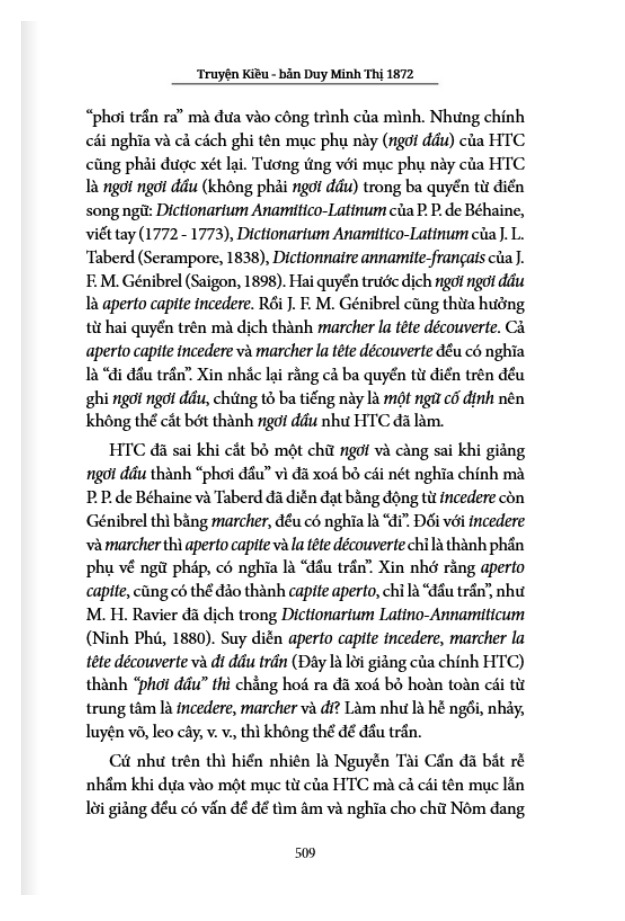 Truyện Kiều - bản Duy Minh Thị 1872
“phơi trần ra” mà đưa vào công trình của mình. Nhưng chính
cái nghĩa và cả cách ghi tên mục phụ này (ngơi đầu) của HTC
cũng phải được xét lại. Tương ứng với mục phụ này của HTC
là ngơi ngơi đầu (không phải ngơi đầu) trong ba quyển từ điển
song ngữ: Dictionarium Anamitico-Latinum của P. P. de Béhaine,
viết tay (1772 - 1773), Dictionarium Anamitico-Latinum của J. L.
Taberd (Serampore, 1838), Dictionnaire annamite-français của J.
F. M. Génibrel (Saigon, 1898). Hai quyển trước dịch ngơi ngơi đầu
là aperto capite incedere. Rồi J. F. M. Génibrel cũng thừa hưởng
từ hai quyển trên mà dịch thành marcher la tête découverte. Cả
aperto capite incedere và marcher la tête découverte đều có nghĩa
là “đi đầu trần”. Xin nhắc lại rằng cả ba quyển từ điển trên đều
ghi ngơi ngơi đầu, chứng tỏ ba tiếng này là một ngữ cố định nên
không thể cắt bớt thành ngơi đầu như HTC đã làm.
HTC đã sai khi cắt bỏ một chữ ngơi và càng sai khi giảng
ngơi đầu thành “phơi đầu” vì đã xoá bỏ cái nét nghĩa chính mà
P. P. de Béhaine và Taberd đã diễn đạt bằng động từ incedere còn
Génibrel thì bằng marcher, đều có nghĩa là “đi”. Đối với incedere
và marcher thì aperto capite và la tête découverte chỉ là thành phần
phụ về ngữ pháp, có nghĩa là “đầu trần”. Xin nhớ rằng aperto
capite, cũng có thể đảo thành capite aperto, chỉ là “đầu trần”, như
M. H. Ravier đã dịch trong Dictionarium Latino-Annamiticum
(Ninh Phú, 1880). Suy diễn aperto capite incedere, marcher la
tête découverte và đi đầu trần (Đây là lời giảng của chính HTC)
thành “phơi đầu” thì chẳng hoá ra đã xoá bỏ hoàn toàn cái từ
trung tâm là incedere, marcher và đi? Làm như là hễ ngồi, nhảy,
luyện võ, leo cây, v. v., thì không thể để đầu trần.
Cứ như trên thì hiển nhiên là Nguyễn Tài Cẩn đã bắt rễ
nhầm khi dựa vào một mục từ của HTC mà cả cái tên mục lẫn
lời giảng đều có vấn đề để tìm âm và nghĩa cho chữ Nôm đang
509